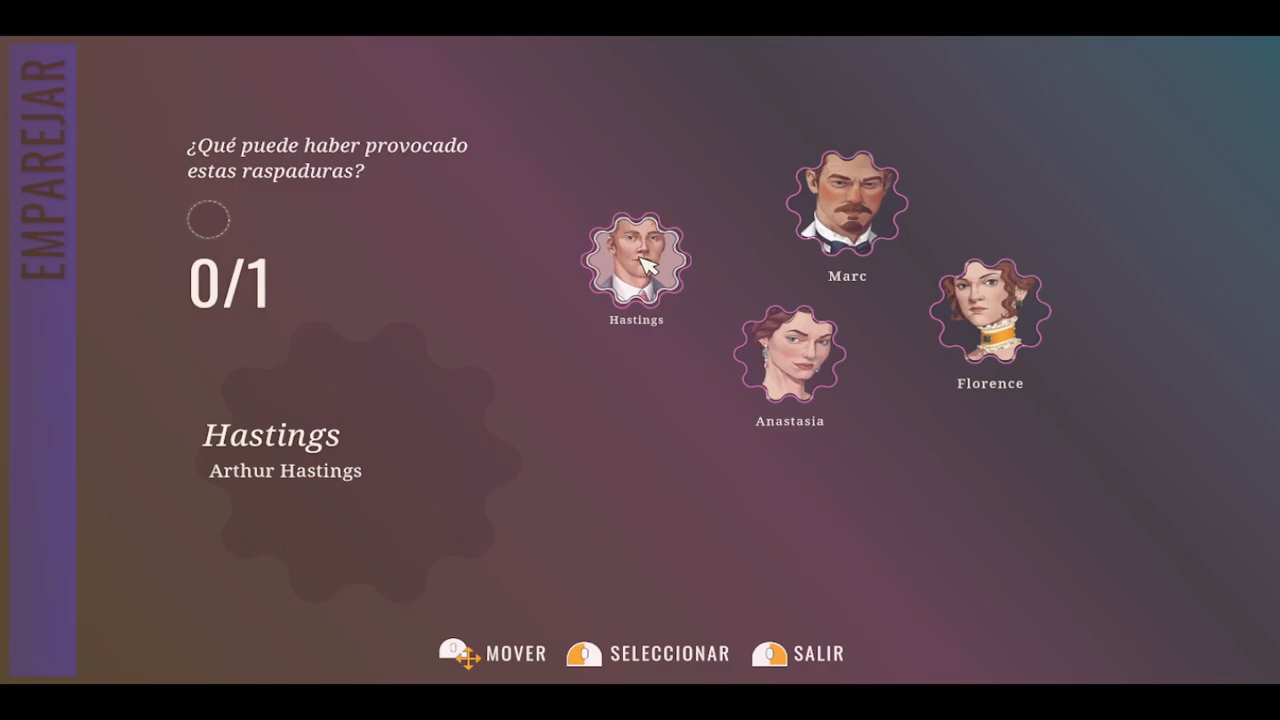 EMPAREJAR
¿Qué puede haber provocado
estas raspaduras?
0/1
Hastings
Marc
Anastasia
Florence
Hastings
Arthur Hastings
MOVER
SELECCIONAR
SALIR